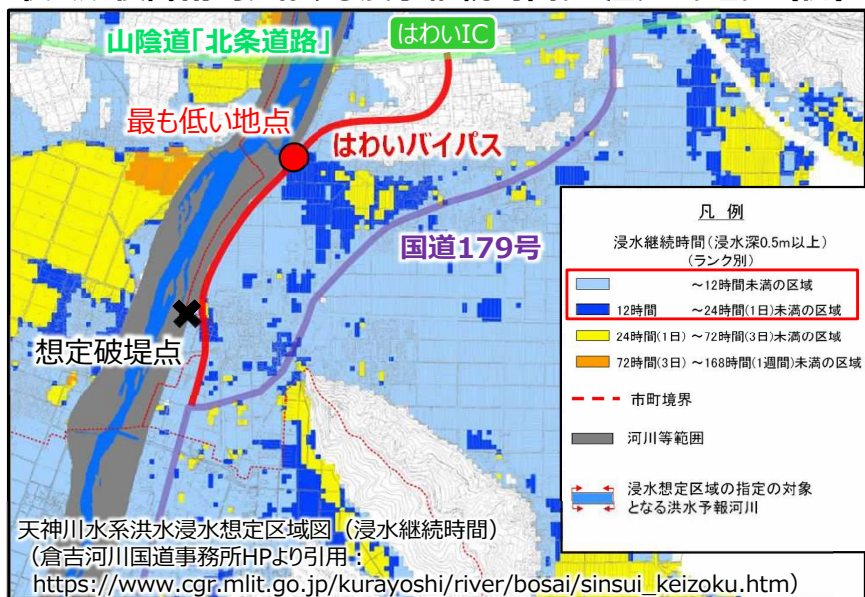 山陰道「北条道路」
はわいIC
最も低い地点
はわいバイパス
国道179号
想定破堤点
凡 例
浸水継続時間(浸水深0.5m以上)
(ランク別)
～12時間未満の区域
12時間 ～24時間(1日)未満の区域
24時間(1日) ～72時間(3日)未満の区域
72時間(3日) ～168時間(1週間)未満の区域
市町境界
河川等範囲
浸水想定区域の指定の対象
となる洪水予報河川
天神川水系洪水浸水想定区域図（浸水継続時間）
（倉吉河川国道事務所HPより引用：
https://www.cgr.mlit.go.jp/kurayoshi/river/bosai/sinsui_keizoku.htm）